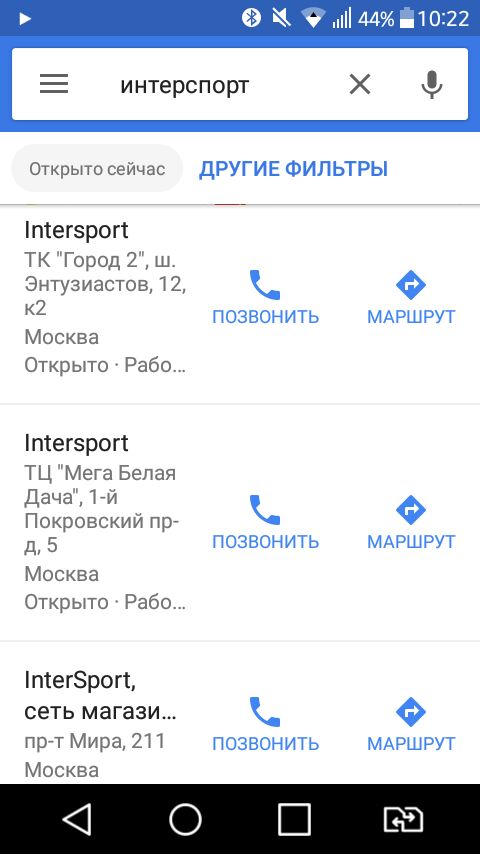 44% 10:22
интерспорт
Открыто сейчас ДРУГИЕ ФИЛЬТРЫ
Intersport
ТК "Город 2", ш.
Энтузиастов, 12,
к2
Москва
Открыто · Рабо...
ПОЗВОНИТЬ МАРШРУТ
Intersport
ТЦ "Мега Белая
Дача", 1-й
Покровский пр-
д, 5
Москва
Открыто · Рабо...
ПОЗВОНИТЬ МАРШРУТ
InterSport,
сеть магази...
пр-т Мира, 211
Москва
ПОЗВОНИТЬ МАРШРУТ